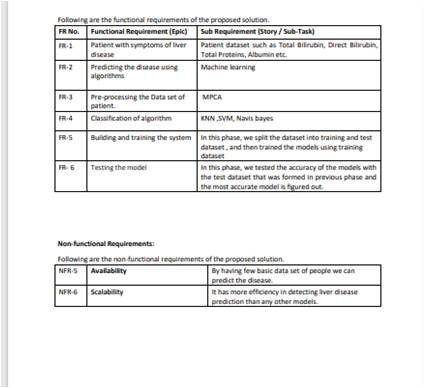 Following are the functional requirements of the proposed solution.
FR No. Functional Requirement (Epic) Sub Requirement (Story / Sub-Task)
FR-1 Patient with symptoms of liver disease Patient dataset such as Total Bilirubin, Direct Bilirubin, Total Proteins, Albumin etc.
FR-2 Predicting the disease using algorithms Machine learning
FR-3 Pre-processing the Data set of patient. MPCA
FR-4 Classification of algorithm KNN ,SVM, Navis bayes
FR-5 Building and training the system In this phase, we split the dataset into training and test dataset , and then trained the models using training dataset
FR- 6 Testing the model In this phase, we tested the accuracy of the models with the test dataset that was formed in previous phase and the most accurate model is figured out.
Non-functional Requirements:
Following are the non-functional requirements of the proposed solution.
NFR-5 Availability By having few basic data set of people we can predict the disease.
NFR-6 Scalability It has more efficiency in detecting liver disease prediction than any other models.